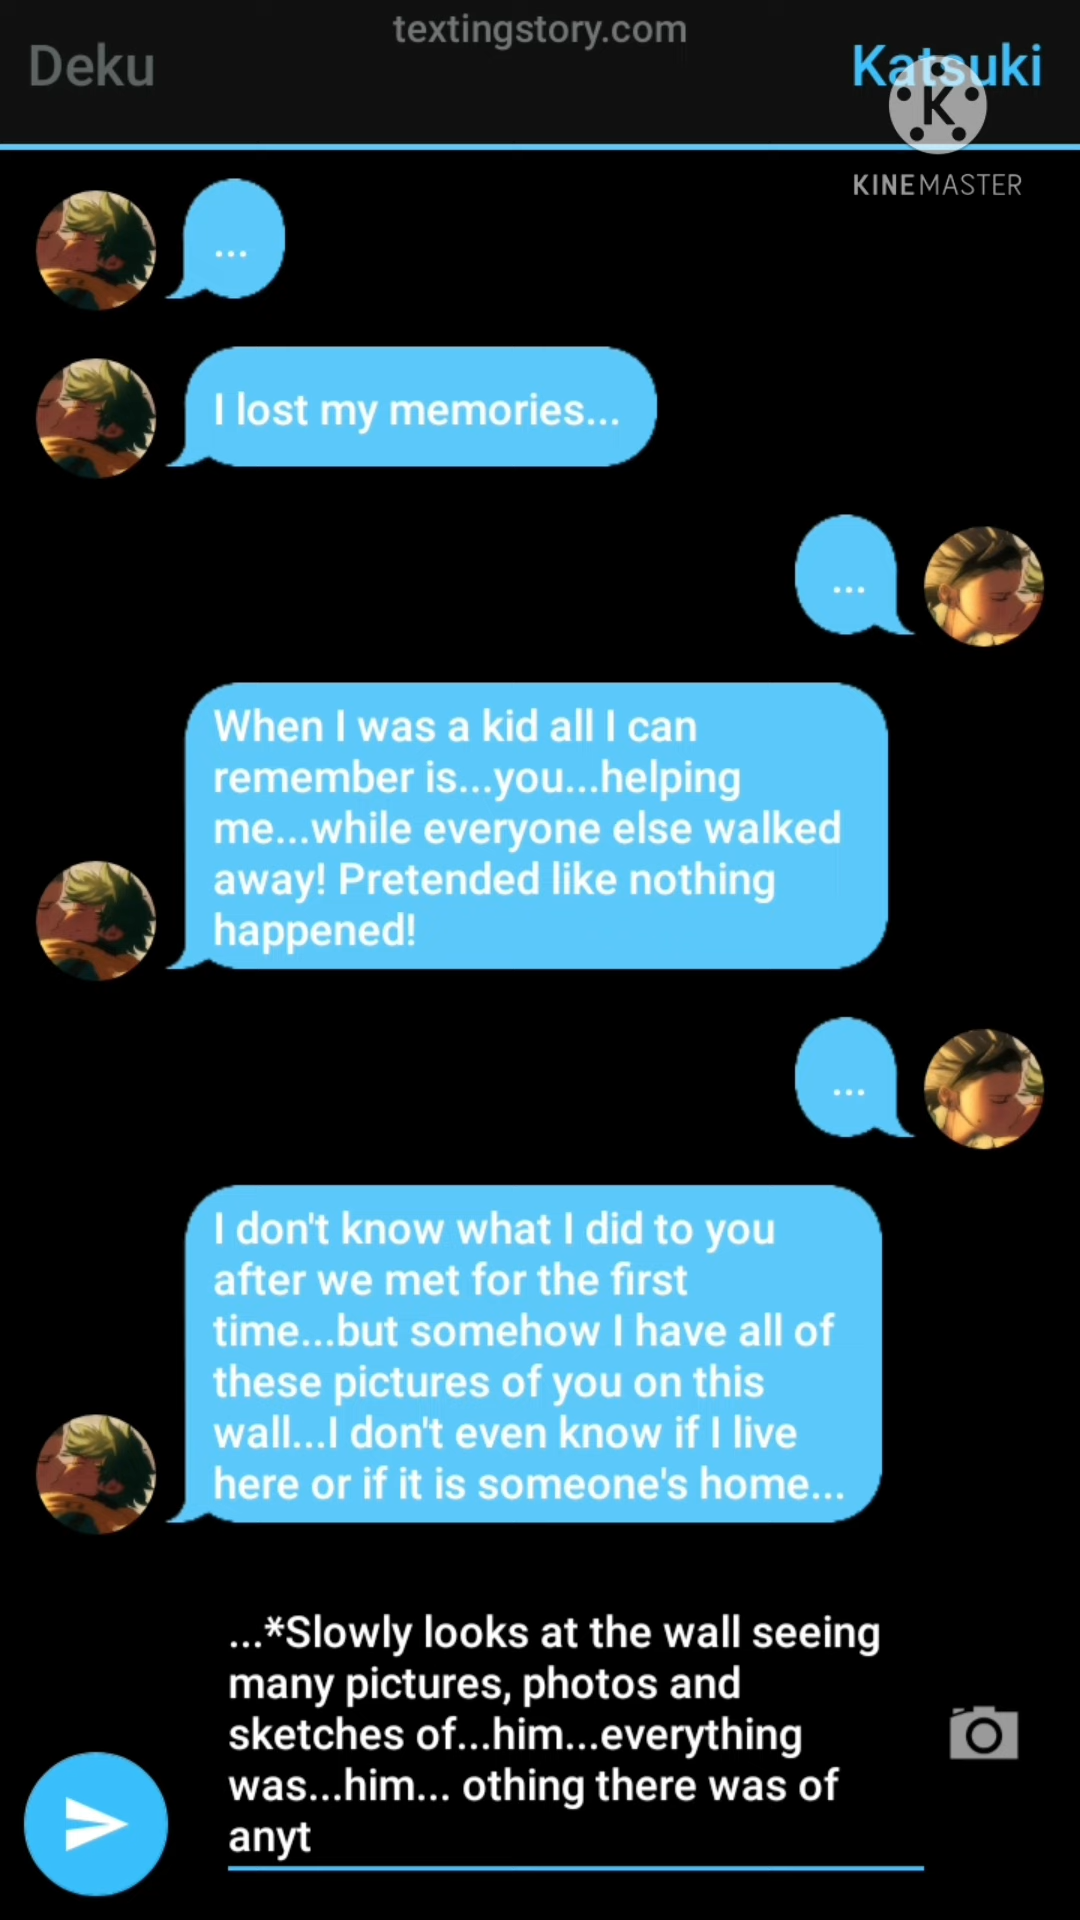 textingstory.com
Deku
Katsuki
K
KINEMASTER
...
I lost my memories...
...
When I was a kid all I can
remember is...you...helping
me...while everyone else walked
away! Pretended like nothing
happened!
...
I don't know what I did to you
after we met for the first
time...but somehow I have all of
these pictures of you on this
wall...I don't even know if I live
here or if it is someone's home...
...*Slowly looks at the wall seeing
many pictures, photos and
sketches of...him...everything
was...him... othing there was of
anyt